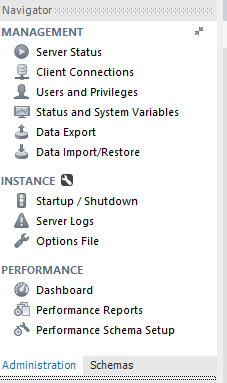 Navigator
MANAGEMENT
Server Status
Client Connections
Users and Privileges
Status and System Variables
Data Export
Data Import/Restore
INSTANCE
Startup / Shutdown
Server Logs
Options File
PERFORMANCE
Dashboard
Performance Reports
Performance Schema Setup
Administration Schemas